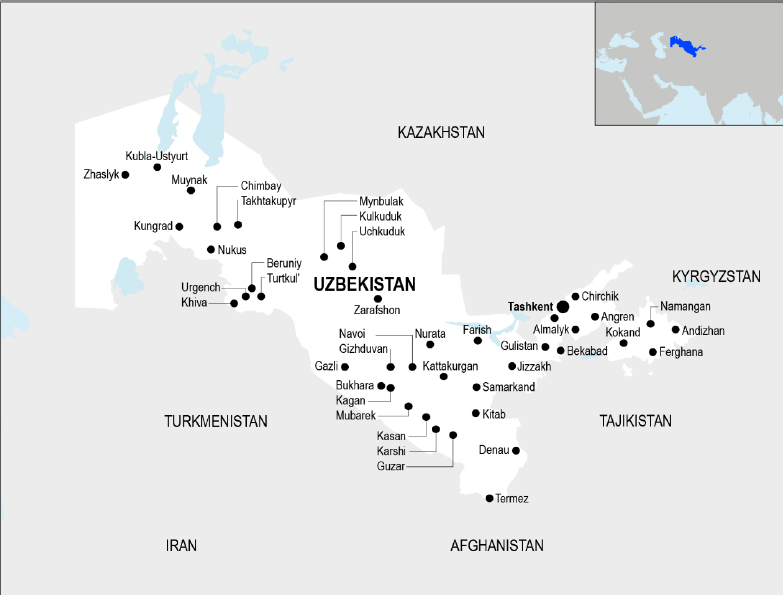 KAZAKHSTAN
Kubla-Ustyurt
Zhaslyk
Muynak
Chimbay
Takhtakupyr
Mynbulak
Kulkuduk
Kungrad
Uchkuduk
Nukus
Beruniy
Turtkul'
KYRGYZSTAN
UZBEKISTAN
Urgench
Khiva
Chirchik
Tashkent
Namangan
Zarafshon
Angren
Almalyk
Andizhan
Navoi
Nurata
Farish
Kokand
Gizhduvan
Gulistan
Bekabad
Ferghana
Gazli
Kattakurgan
Jizzakh
Bukhara
Samarkand
Kagan
Mubarek
Kitab
TURKMENISTAN
TAJIKISTAN
Kasan
Karshi
Denau
Guzar
Termez
IRAN
AFGHANISTAN